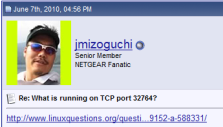 June 7th, 2010, 04:56 PM
jmizoguchi
Senior Member
NETGEAR Fanatic
Re: What is running on TCP port 32764?
http://www.linuxquestions.org/questi...9152-a-588331/